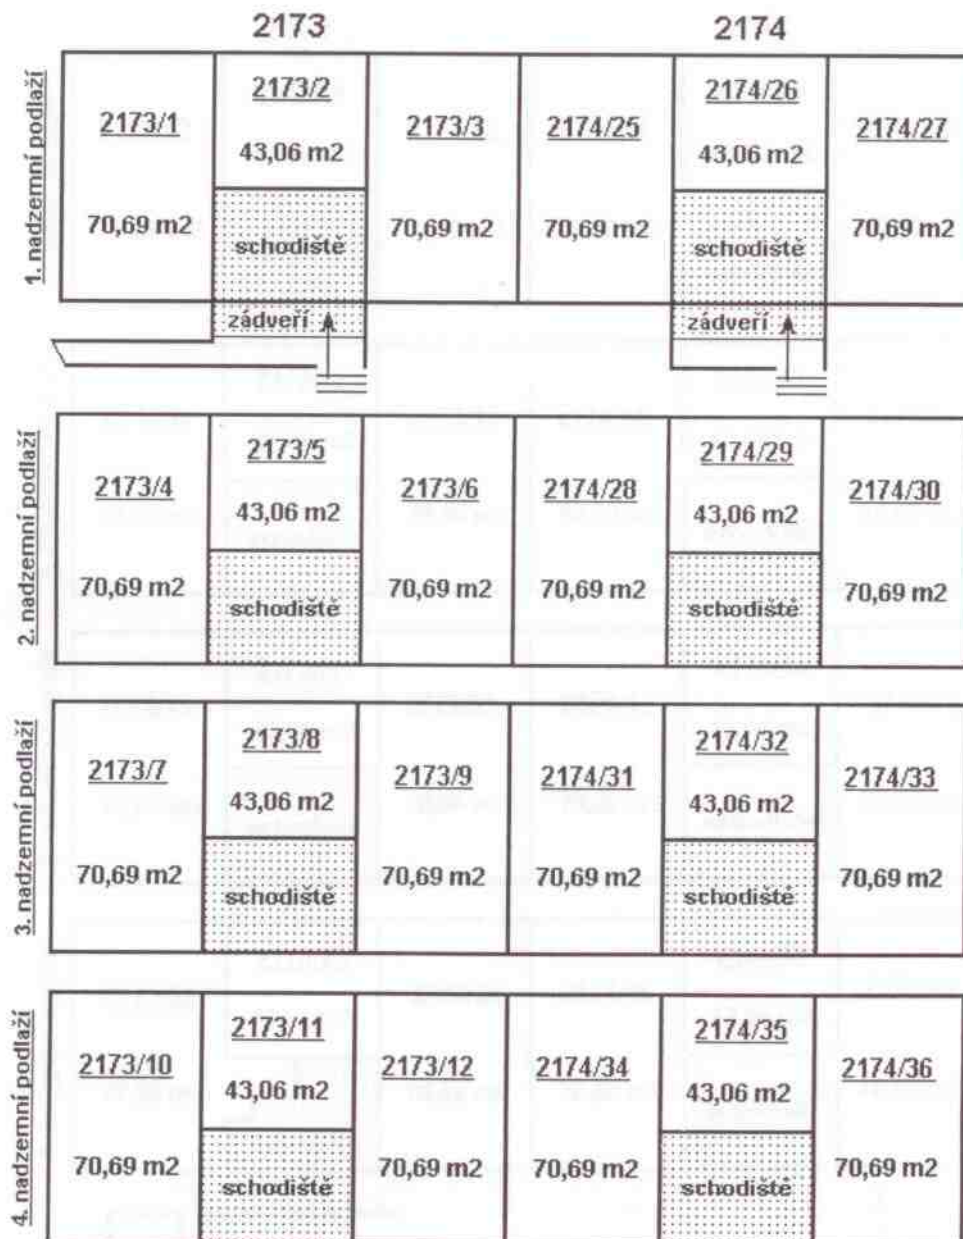 2173 2174
1. nadzemní podlaží
2173/1 2173/2 2173/3 2174/25 2174/26 2174/27
43,06 m2 43,06 m2
70,69 m2 schodiště 70,69 m2 70,69 m2 schodiště 70,69 m2
zádveří zádveří
2. nadzemní podlaží
2173/4 2173/5 2173/6 2174/28 2174/29 2174/30
43,06 m2 43,06 m2
70,69 m2 schodiště 70,69 m2 70,69 m2 schodiště 70,69 m2
3. nadzemní podlaží
2173/7 2173/8 2173/9 2174/31 2174/32 2174/33
43,06 m2 43,06 m2
70,69 m2 schodiště 70,69 m2 70,69 m2 schodiště 70,69 m2
4. nadzemní podlaží
2173/10 2173/11 2173/12 2174/34 2174/35 2174/36
43,06 m2 43,06 m2
70,69 m2 schodiště 70,69 m2 70,69 m2 schodiště 70,69 m2